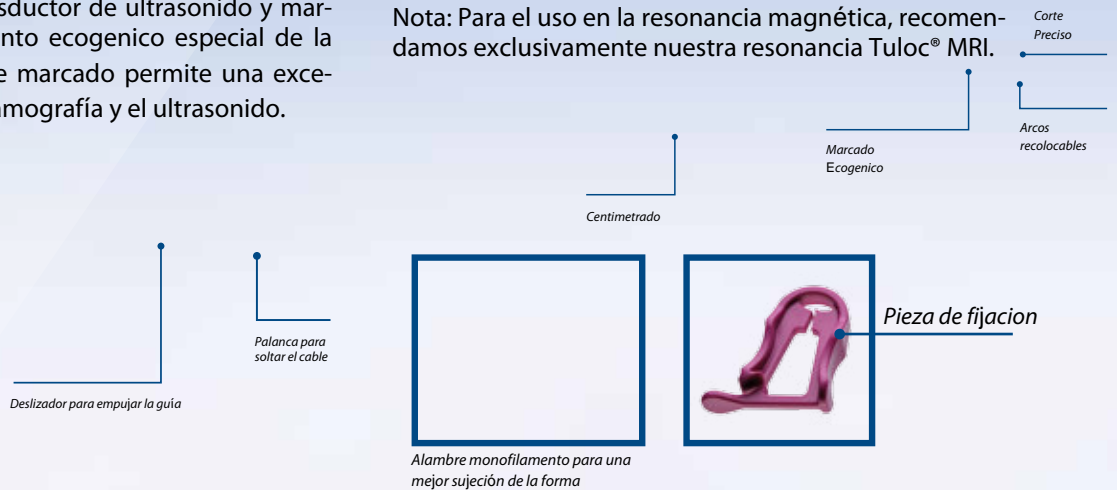 sductor de ultrasonido y mar-
nto ecogenico especial de la
e marcado permite una exce-
amografía y el ultrasonido.
Nota: Para el uso en la resonancia magnética, recomen-
damos exclusivamente nuestra resonancia Tuloc® MRI.
Corte
Preciso
Arcos
recolocables
Marcado
Ecogenico
Centimetrado
Palanca para
soltar el cable
Deslizador para empujar la guía
Pieza de fijacion
Alambre monofilamento para una
mejor sujeción de la forma